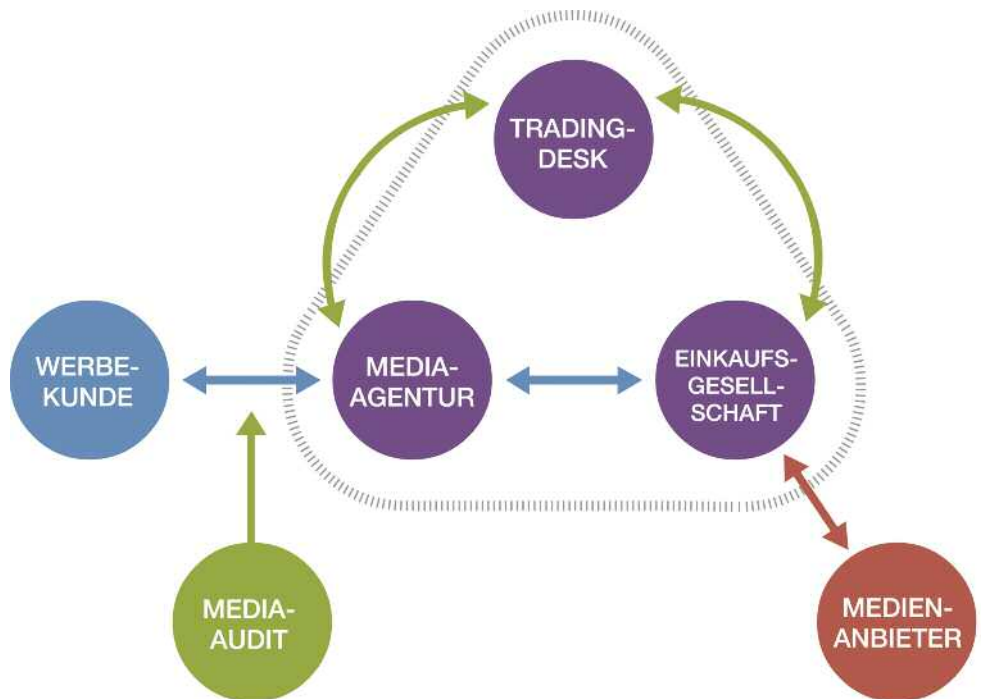 TRADING-
DESK
WERBE-
KUNDE
MEDIA-
AGENTUR
EINKAUFS-
GESELL-
SCHAFT
MEDIA-
AUDIT
MEDIEN-
ANBIETER